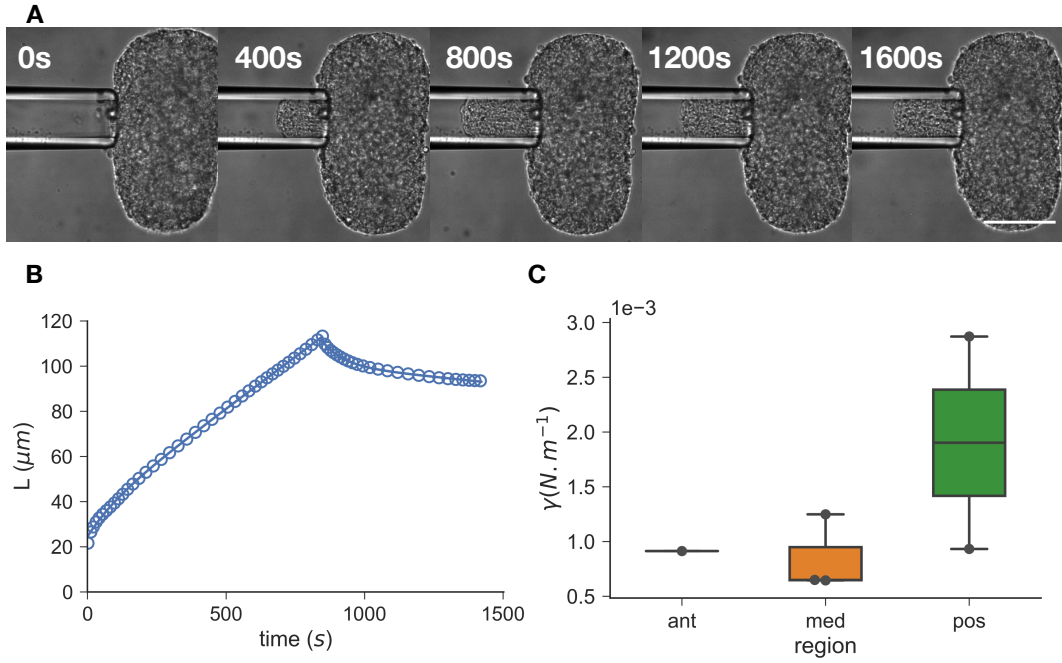 A
0s 400s 800s 1200s 1600s
B
120
100
80
60
40
20
0
L (μm)
0 500 1000 1500
time (s)
C
1e−3
3.0
2.5
2.0
1.5
1.0
0.5
γ(N. m⁻¹)
ant med pos
region